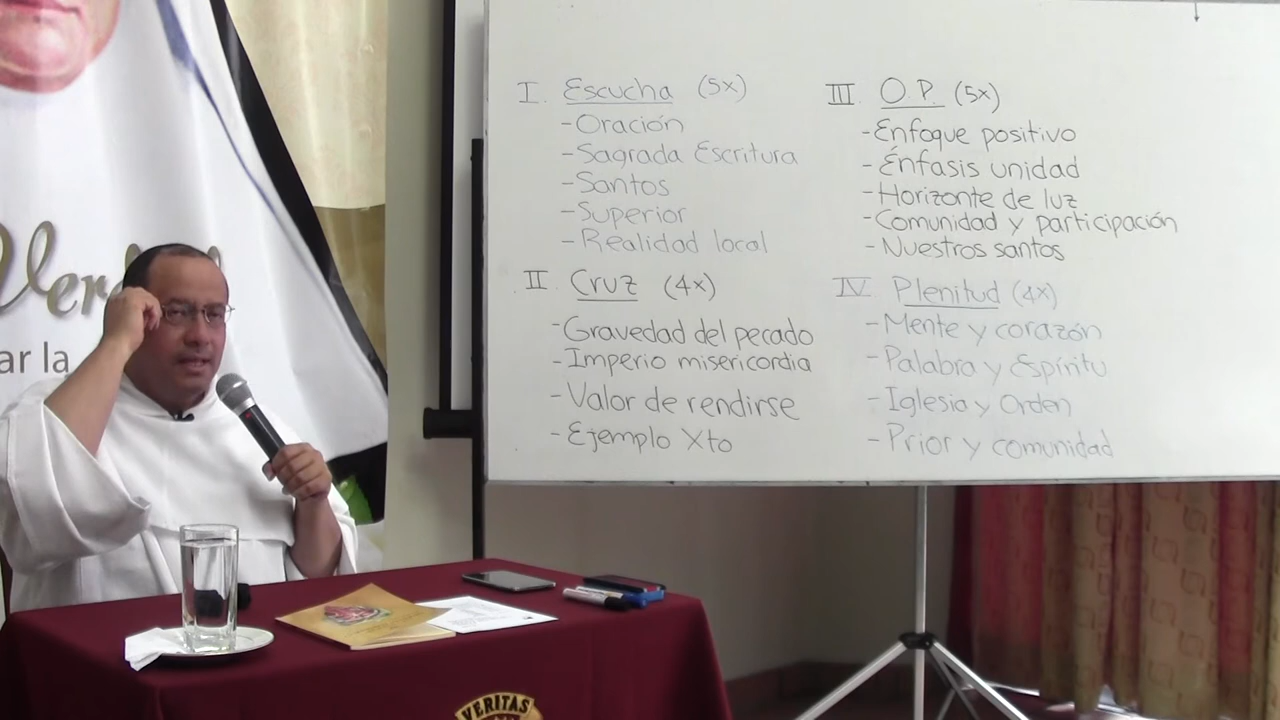 I. Escucha (5x)
- Oración
- Sagrada Escritura
- Santos
- Superior
- Realidad local
II Cruz (4x)
- Gravedad del pecado
- Imperio misericordia
- Valor de rendirse
- Ejemplo Xto
III. O.P. (5x)
- Enfoque positivo
- Énfasis unidad
- Horizonte de luz
- Comunidad y participación
- Nuestros santos
IV Plenitud (4x)
- Mente y corazón
- Palabra y Espíritu
- Iglesia y Orden
- Prior y comunidad
ar la
VERITAS